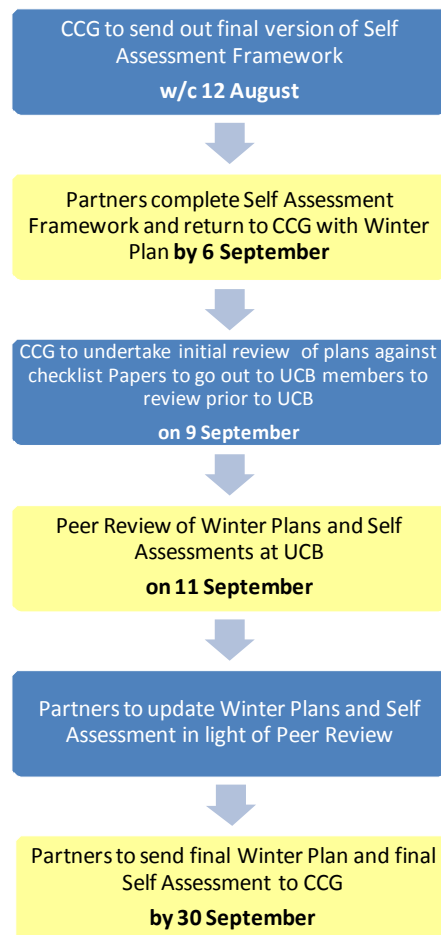 CCG to send out final version of Self
Assessment Framework
w/c 12 August
Partners complete Self Assessment
Framework and return to CCG with Winter
Plan by 6 September
CCG to undertake initial review of plans against
checklist Papers to go out to UCB members to
review prior to UCB
on 9 September
Peer Review of Winter Plans and Self
Assessments at UCB
on 11 September
Partners to update Winter Plans and Self
Assessment in light of Peer Review
Partners to send final Winter Plan and final
Self Assessment to CCG
by 30 September